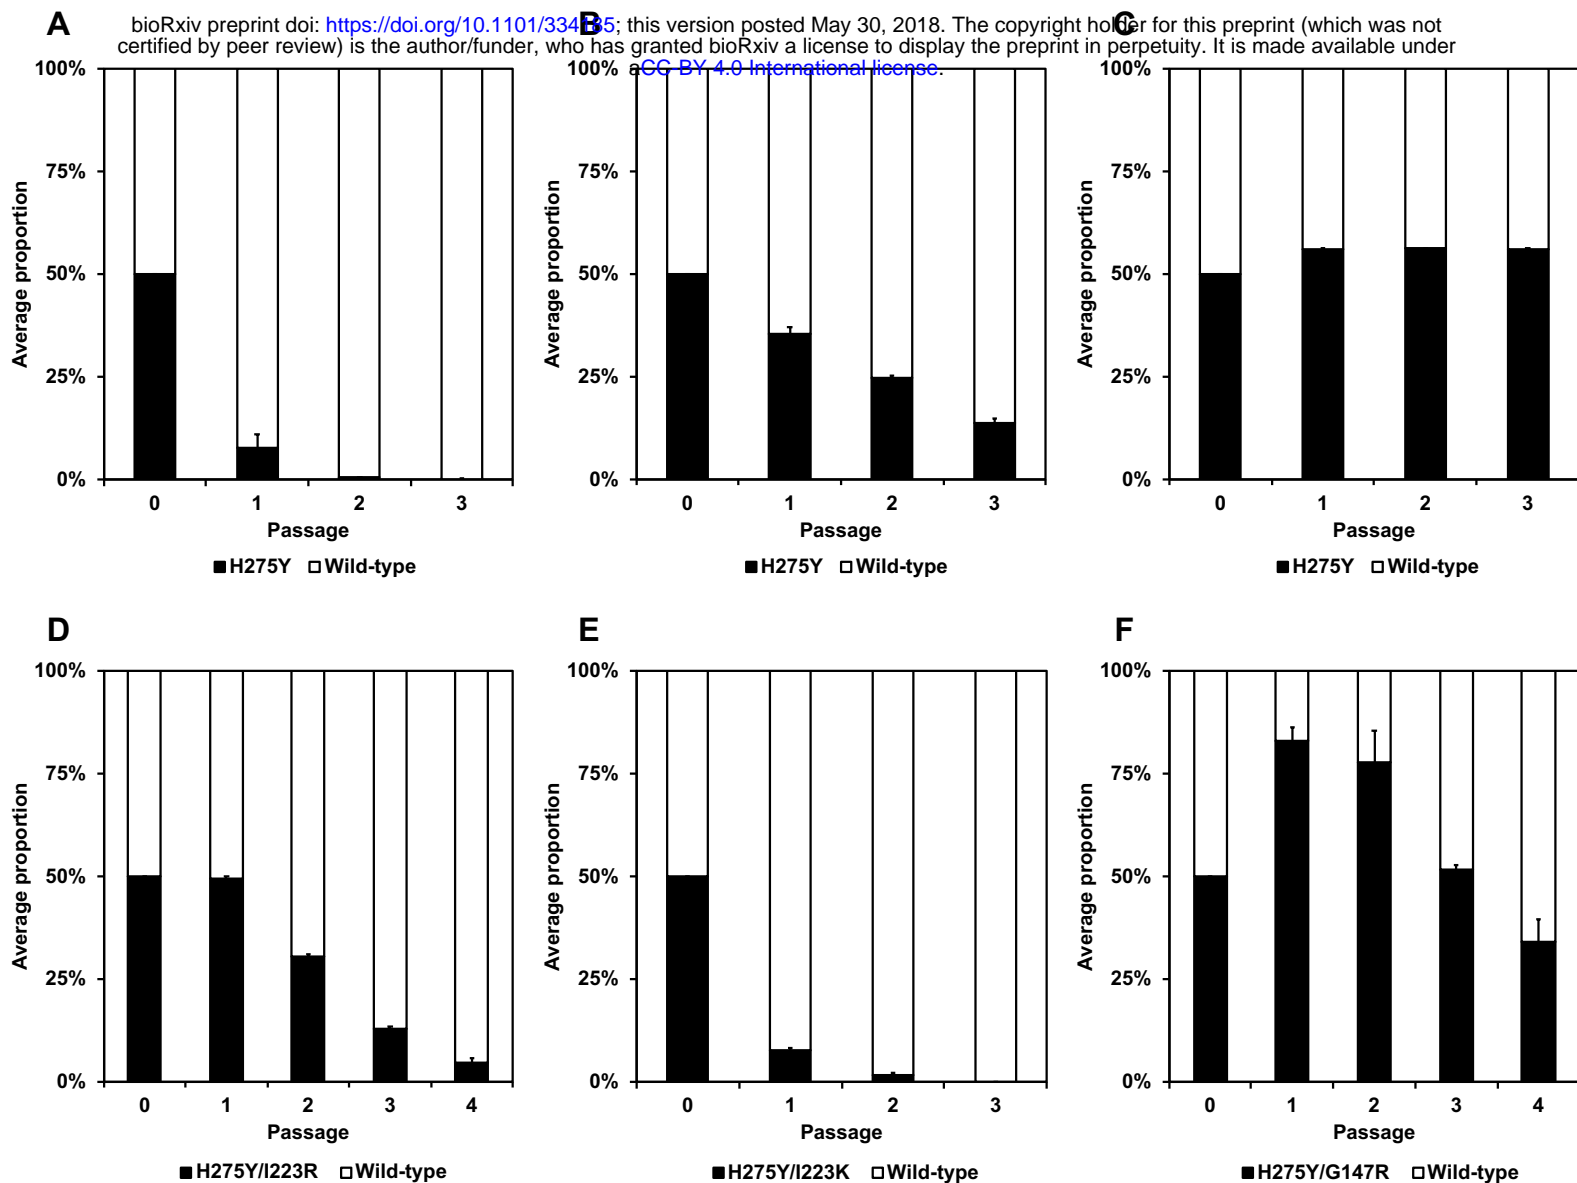 bioRxiv preprint doi: https://doi.org/10.1101/334185; this version posted May 30, 2018. The copyright holder for this preprint (which was not
certified by peer review) is the author/funder, who has granted bioRxiv a license to display the preprint in perpetuity. It is made available under
aCC-BY 4.0 International license.
A
100%
75%
50%
25%
0%
Average proportion
0 1 2 3
Passage
H275Y Wild-type
B
100%
75%
50%
25%
0%
Average proportion
0 1 2 3
Passage
H275Y Wild-type
C
100%
75%
50%
25%
0%
Average proportion
0 1 2 3
Passage
H275Y Wild-type
D
100%
75%
50%
25%
0%
Average proportion
0 1 2 3 4
Passage
H275Y/I223R Wild-type
E
100%
75%
50%
25%
0%
Average proportion
0 1 2 3
Passage
H275Y/I223K Wild-type
F
100%
75%
50%
25%
0%
Average proportion
0 1 2 3 4
Passage
H275Y/G147R Wild-type